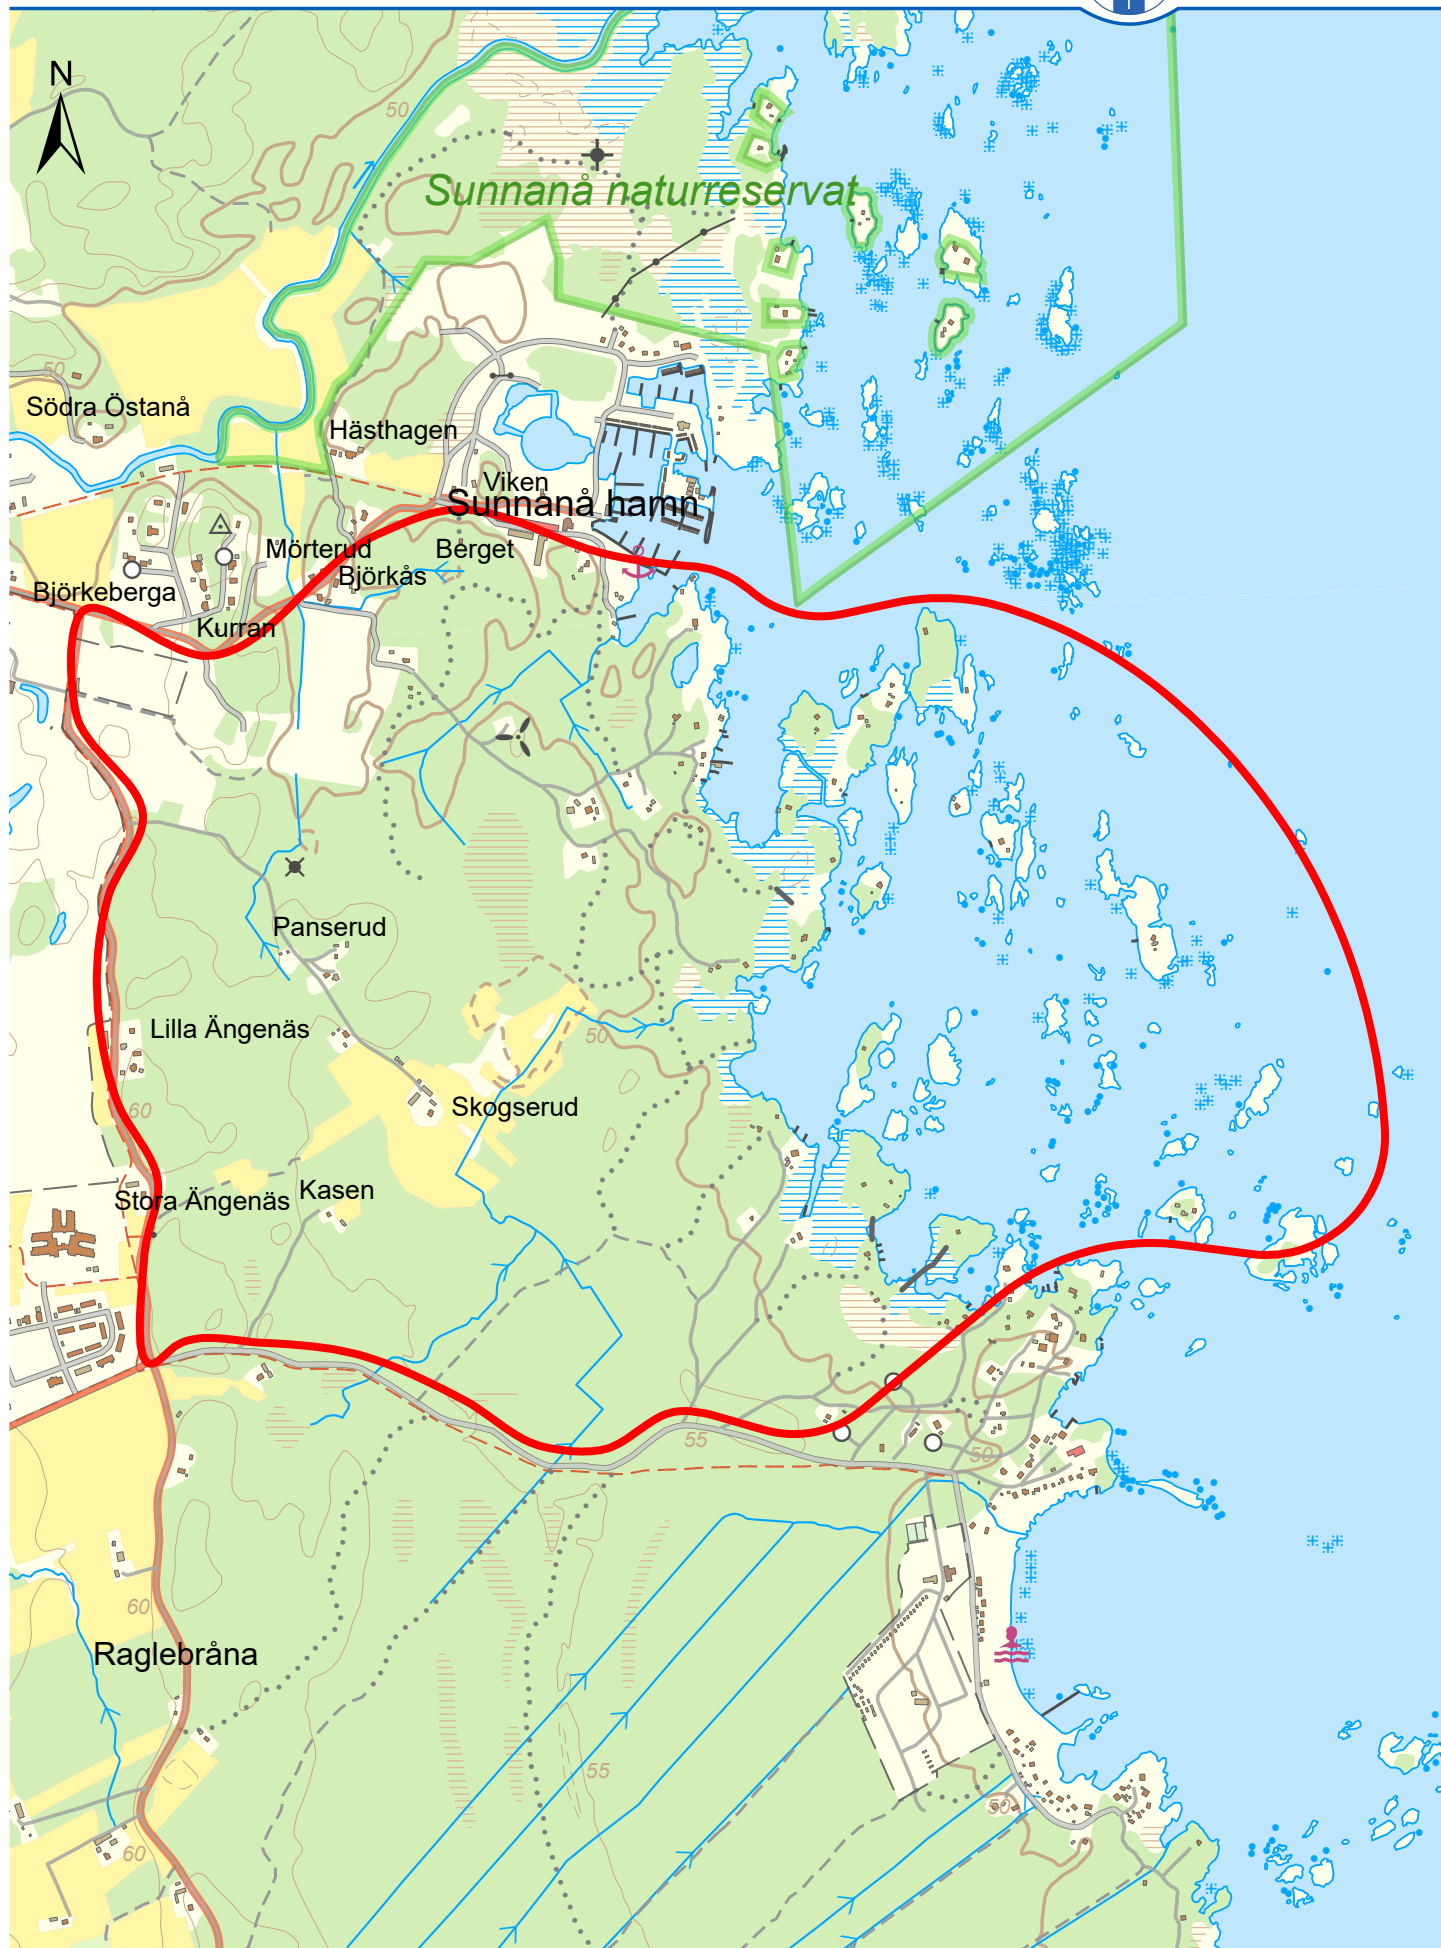 N
50
Sunnanå naturreservat
50
Södra Östanå
Hästhagen
Viken
Sunnanå hamn
Mörterud
Berget
Björkås
Björkeberga
Kurran
Panserud
Lilla Ängenäs
50
Skogserud
60
Kasen
Stora Ängenäs
55
50
60
Raglebråna
55
50
60